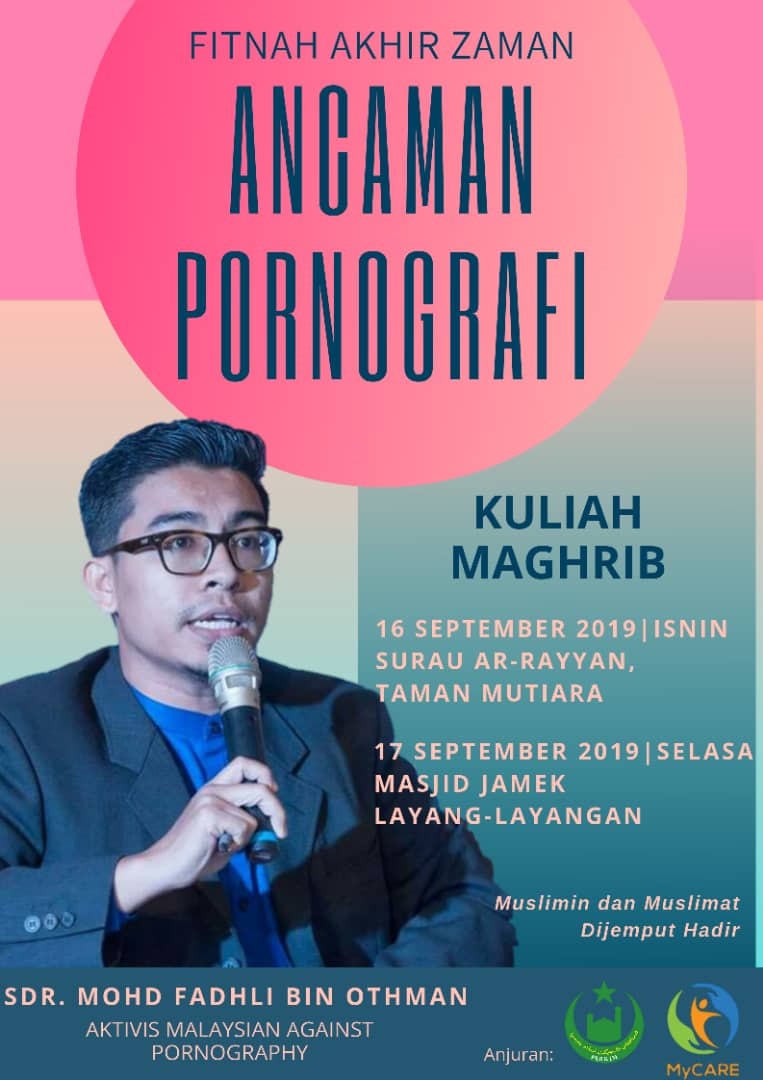 FITNAH AKHIR ZAMAN
ANCAMAN
PORNOGRAFI
KULIAH
MAGHRIB
16 SEPTEMBER 2019|ISNIN
SURAU AR-RAYYAN,
TAMAN MUTIARA
17 SEPTEMBER 2019|SELASA
MASJID JAMEK
LAYANG-LAYANGAN
Muslimin dan Muslimat
Dijemput Hadir
SDR. MOHD FADHLI BIN OTHMAN
AKTIVIS MALAYSIAN AGAINST
PORNOGRAPHY
Anjuran:
PERKIM
MyCARE